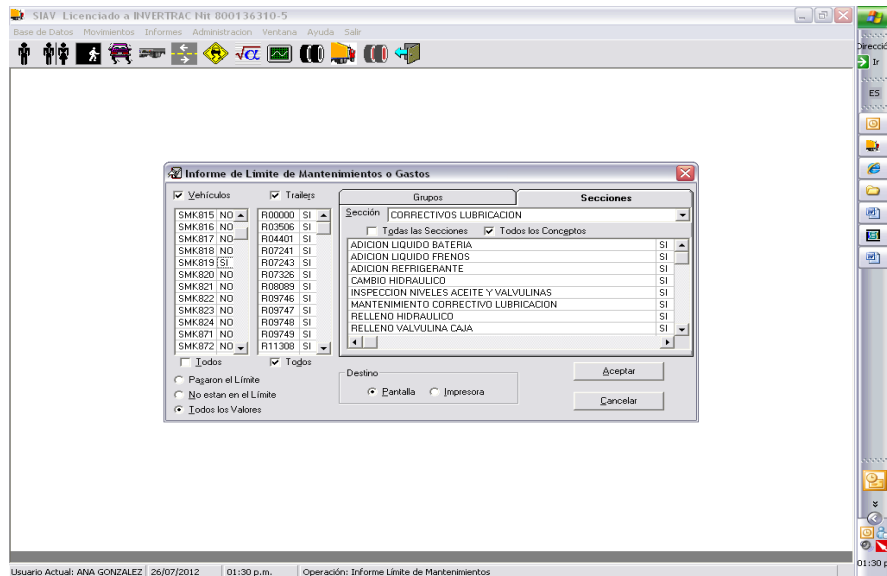 SIAV Licenciado a INVERTRAC Nit 800136310-5
Base de Datos Movimientos Informes Administracion Ventana Ayuda Salir
Direcció
Ir
ES
Informe de Límite de Mantenimientos o Gastos
Vehículos Trailers Grupos Secciones
Sección CORRECTIVOS LUBRICACION
Todas las Secciones Todos los Conceptos
SMK815 NO R00000 SI
SMK816 NO R03506 SI
SMK817 NO R04401 SI
SMK818 NO R07241 SI
SMK819 SI R07243 SI
SMK820 NO R07326 SI
SMK821 NO R08089 SI
SMK822 NO R09746 SI
SMK823 NO R09747 SI
SMK824 NO R09748 SI
SMK871 NO R09749 SI
SMK872 NO R11308 SI
ADICION LIQUIDO BATERIA SI
ADICION LIQUIDO FRENOS SI
ADICION REFRIGERANTE SI
CAMBIO HIDRAULICO SI
INSPECCION NIVELES ACEITE Y VALVULINAS SI
MANTENIMIENTO CORRECTIVO LUBRICACION SI
RELLENO HIDRAULICO SI
RELLENO VALVULINA CAJA SI
Todos Todos
Pasaron el Límite
No estan en el Límite
Todos los Valores
Destino
Pantalla Impresora
Aceptar
Cancelar
Usuario Actual: ANA GONZALEZ 26/07/2012 01:30 p.m. Operación: Informe Límite de Mantenimientos
01:30 p